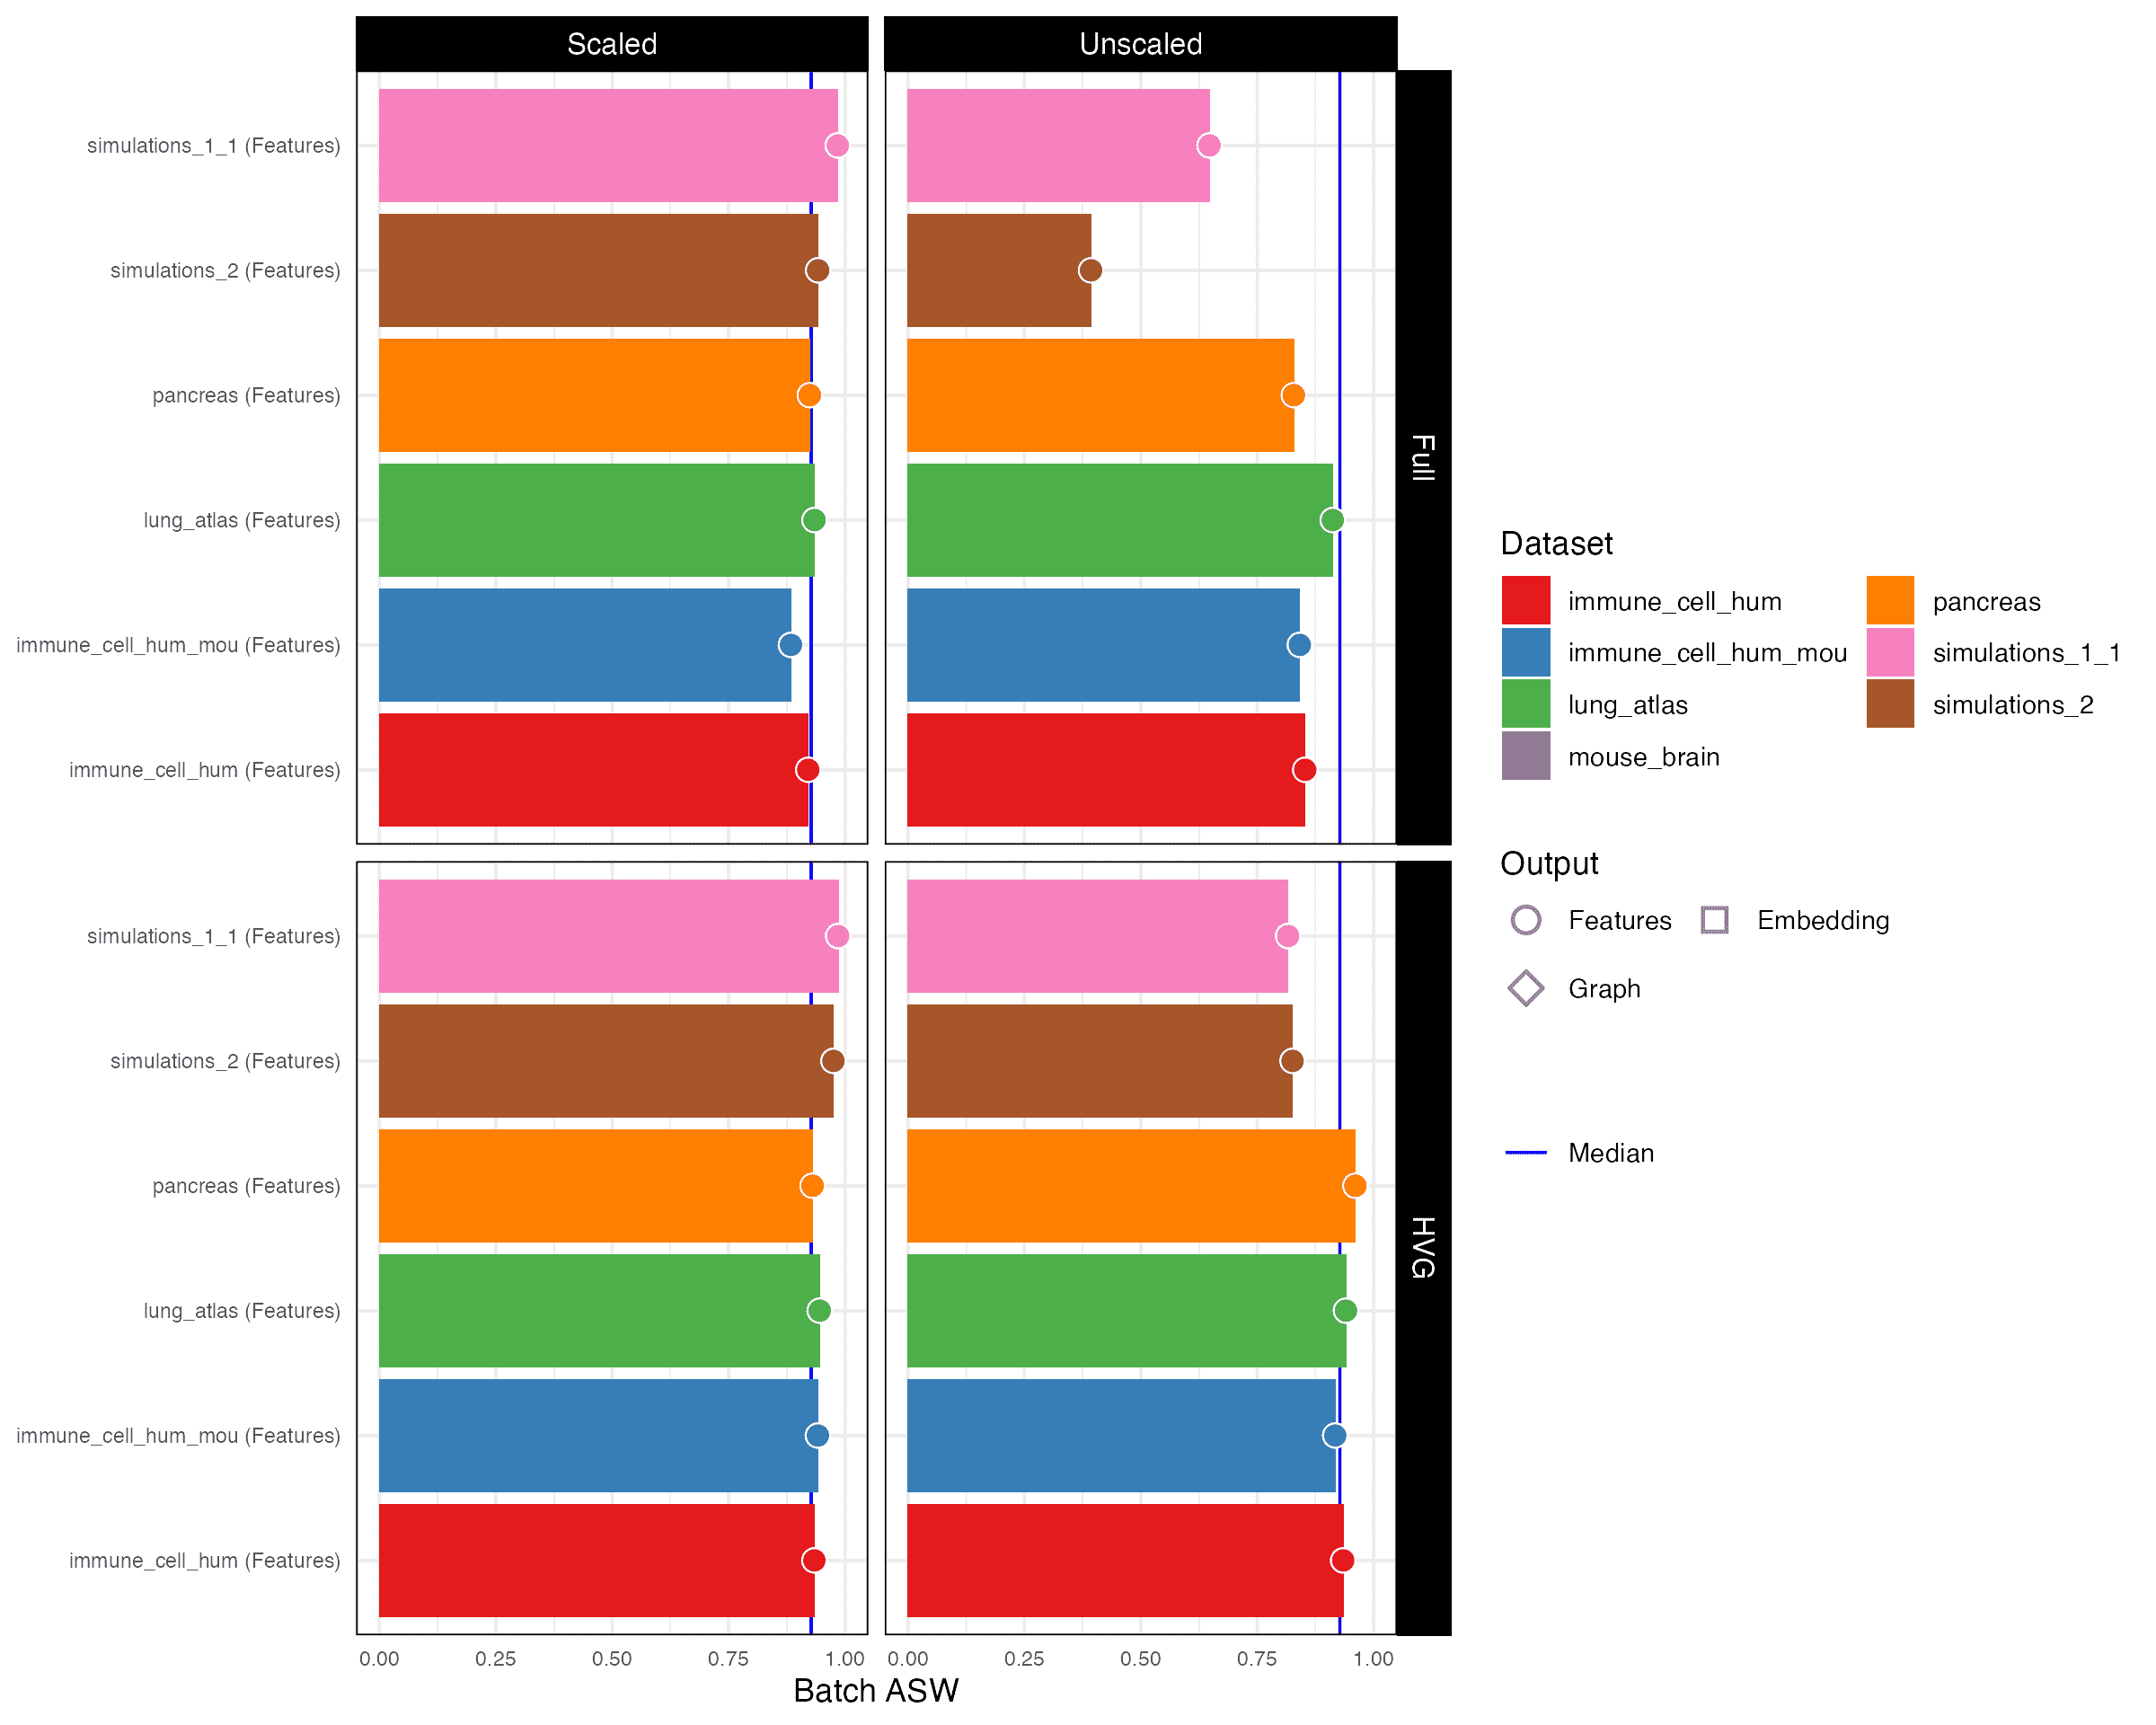 Scaled
Unscaled
simulations_1_1 (Features)
simulations_2 (Features)
pancreas (Features)
lung_atlas (Features)
immune_cell_hum_mou (Features)
immune_cell_hum (Features)
Full
simulations_1_1 (Features)
simulations_2 (Features)
pancreas (Features)
lung_atlas (Features)
immune_cell_hum_mou (Features)
immune_cell_hum (Features)
HVG
0.00 0.25 0.50 0.75 1.00
0.00 0.25 0.50 0.75 1.00
Batch ASW
Dataset
immune_cell_hum
pancreas
immune_cell_hum_mou
simulations_1_1
lung_atlas
simulations_2
mouse_brain
Output
Features
Embedding
Graph
Median